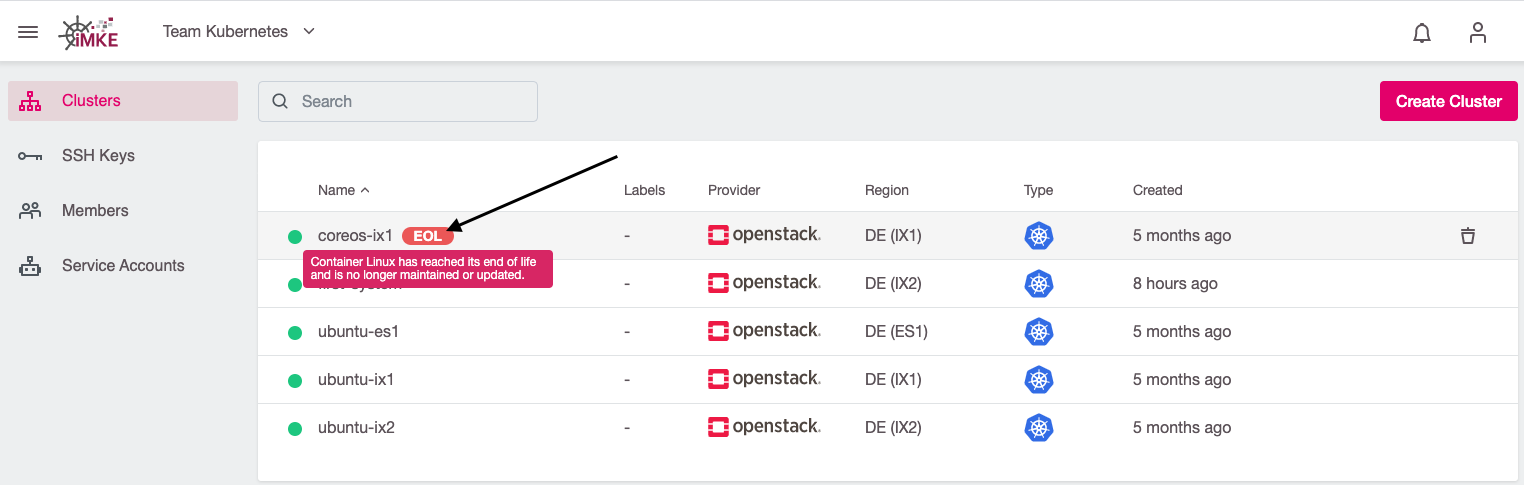 iMKE
Team Kubernetes
Clusters
Search
Create Cluster
SSH Keys
Members
Service Accounts
Name Labels Provider Region Type Created
coreos-ix1 EOL - openstack. DE (IX1) 5 months ago
Container Linux has reached its end of life
and is no longer maintained or updated.
- openstack. DE (IX2) 8 hours ago
ubuntu-es1 - openstack. DE (ES1) 5 months ago
ubuntu-ix1 - openstack. DE (IX1) 5 months ago
ubuntu-ix2 - openstack. DE (IX2) 5 months ago